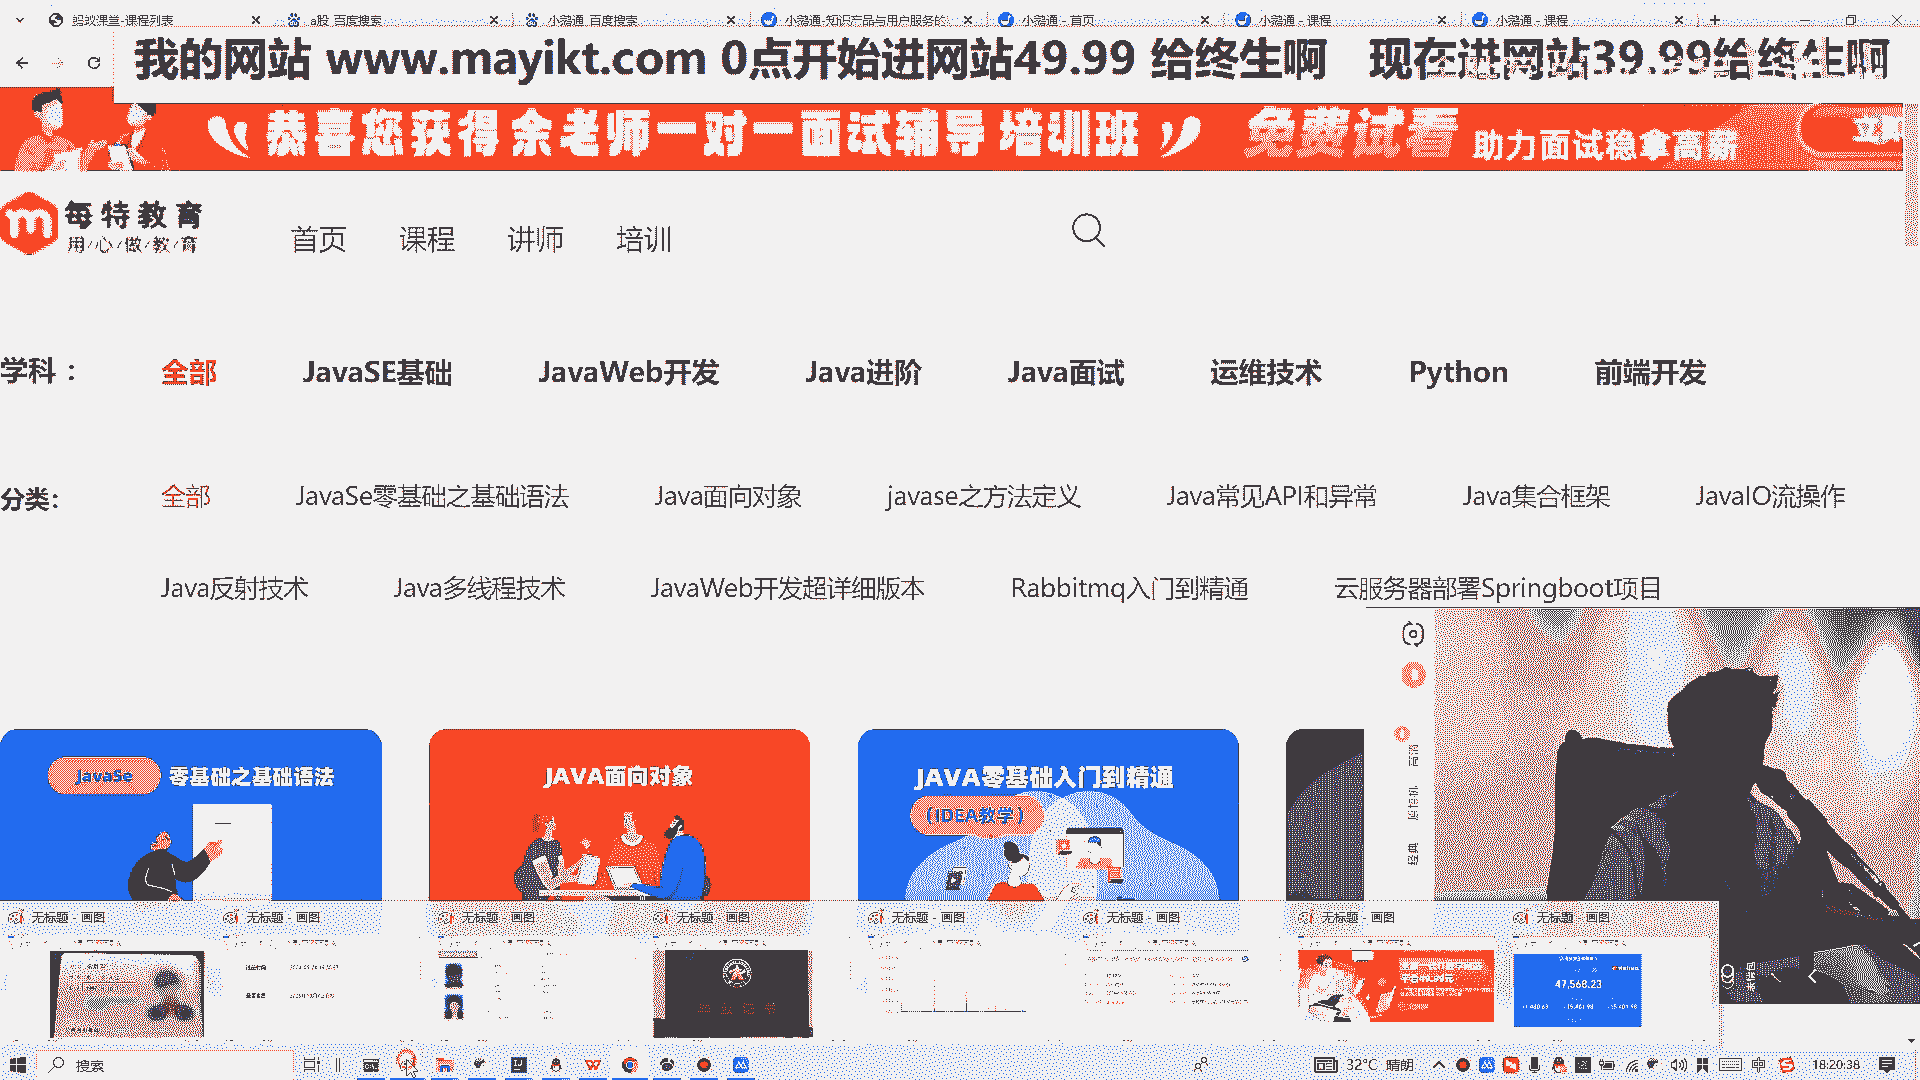 蚂蚁课堂-课程列表
a股_百度搜索
小鹅通_百度搜索
小鹅通-知识产品与用户服务的
小鹅通 - 首页
小鹅通 - 课程
小鹅通 - 课程
我的网站 www.mayikt.com 0点开始进网站49.99 给终生啊 现在进网站39.99给终生啊
恭喜您获得余老师一对一面试辅导 培训班 免费试看 助力面试稳拿高薪
每特教育
用心做教育
首页 课程 讲师 培训
学科： 全部 JavaSE基础 JavaWeb开发 Java进阶 Java面试 运维技术 Python 前端开发
分类: 全部 JavaSe零基础之基础语法 Java面向对象 javase之方法定义 Java常见API和异常 Java集合框架 JavaIO流操作
Java反射技术 Java多线程技术 JavaWeb开发超详细版本 Rabbitmq入门到精通 云服务器部署Springboot项目
JavaSe 零基础之基础语法
JAVA面向对象
JAVA零基础入门到精通
(IDEA教学)
高清
经典
无标题 - 画图
无标题 - 画图
无标题 - 画图
无标题 - 画图
无标题 - 画图
无标题 - 画图
无标题 - 画图
无标题 - 画图
47,568.23
搜索
32°C 晴朗
中
18:20:38